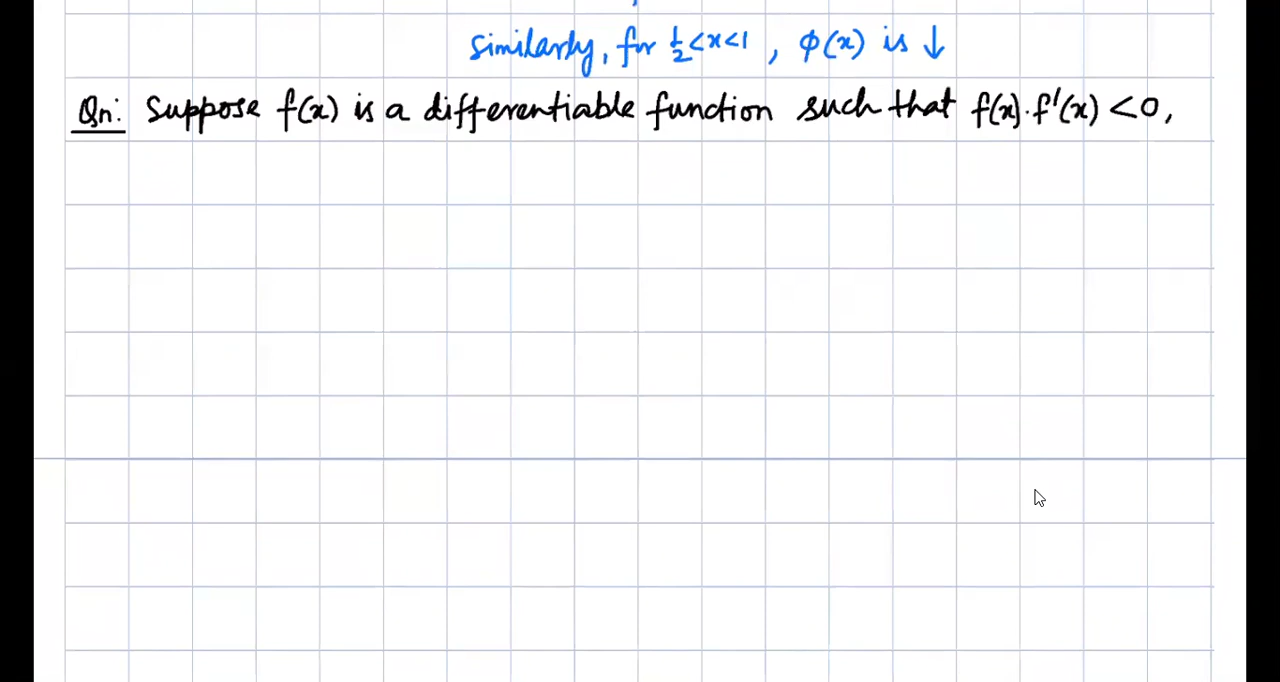 similarly, for 1/2 < x < 1, φ(x) is ↓
Qn: Suppose f(x) is a differentiable function such that f(x)·f'(x) < 0,